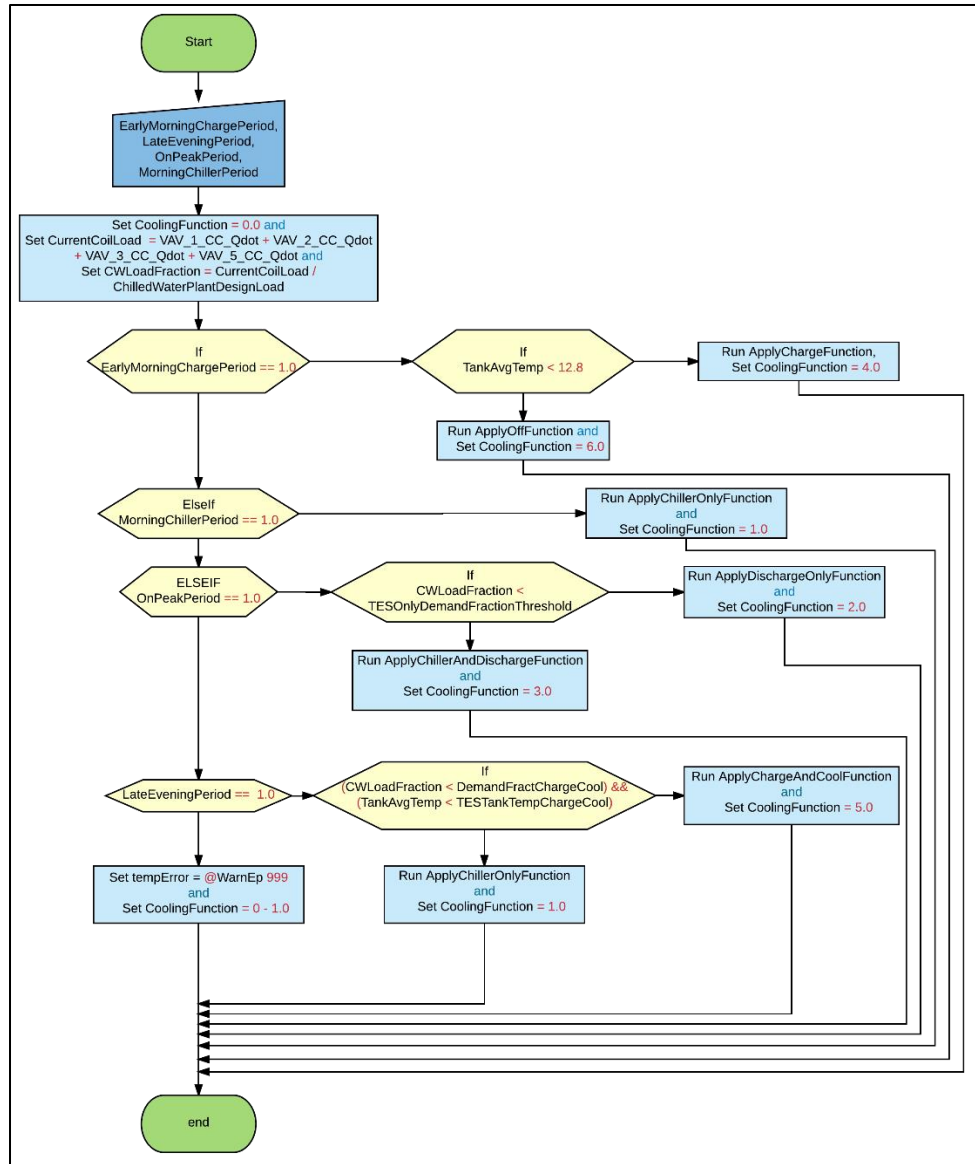 Start
EarlyMorningChargePeriod,
LateEveningPeriod,
OnPeakPeriod,
MorningChillerPeriod
Set CoolingFunction = 0.0 and
Set CurrentCoilLoad = VAV_1_CC_Qdot + VAV_2_CC_Qdot
+ VAV_3_CC_Qdot + VAV_5_CC_Qdot and
Set CWLoadFraction = CurrentCoilLoad /
ChilledWaterPlantDesignLoad
If
EarlyMorningChargePeriod == 1.0
If
TankAvgTemp < 12.8
Run ApplyChargeFunction,
Set CoolingFunction = 4.0
Run ApplyOffFunction and
Set CoolingFunction = 6.0
ElseIf
MorningChillerPeriod == 1.0
Run ApplyChillerOnlyFunction
and
Set CoolingFunction = 1.0
ELSEIF
OnPeakPeriod == 1.0
If
CWLoadFraction <
TESOnlyDemandFractionThreshold
Run ApplyDischargeOnlyFunction
and
Set CoolingFunction = 2.0
Run ApplyChillerAndDischargeFunction
and
Set CoolingFunction = 3.0
LateEveningPeriod == 1.0
If
(CWLoadFraction < DemandFractChargeCool) &&
(TankAvgTemp < TESTankTempChargeCool)
Run ApplyChargeAndCoolFunction
and
Set CoolingFunction = 5.0
Set tempError = @WarnEp 999
and
Set CoolingFunction = 0 - 1.0
Run ApplyChillerOnlyFunction
and
Set CoolingFunction = 1.0
end